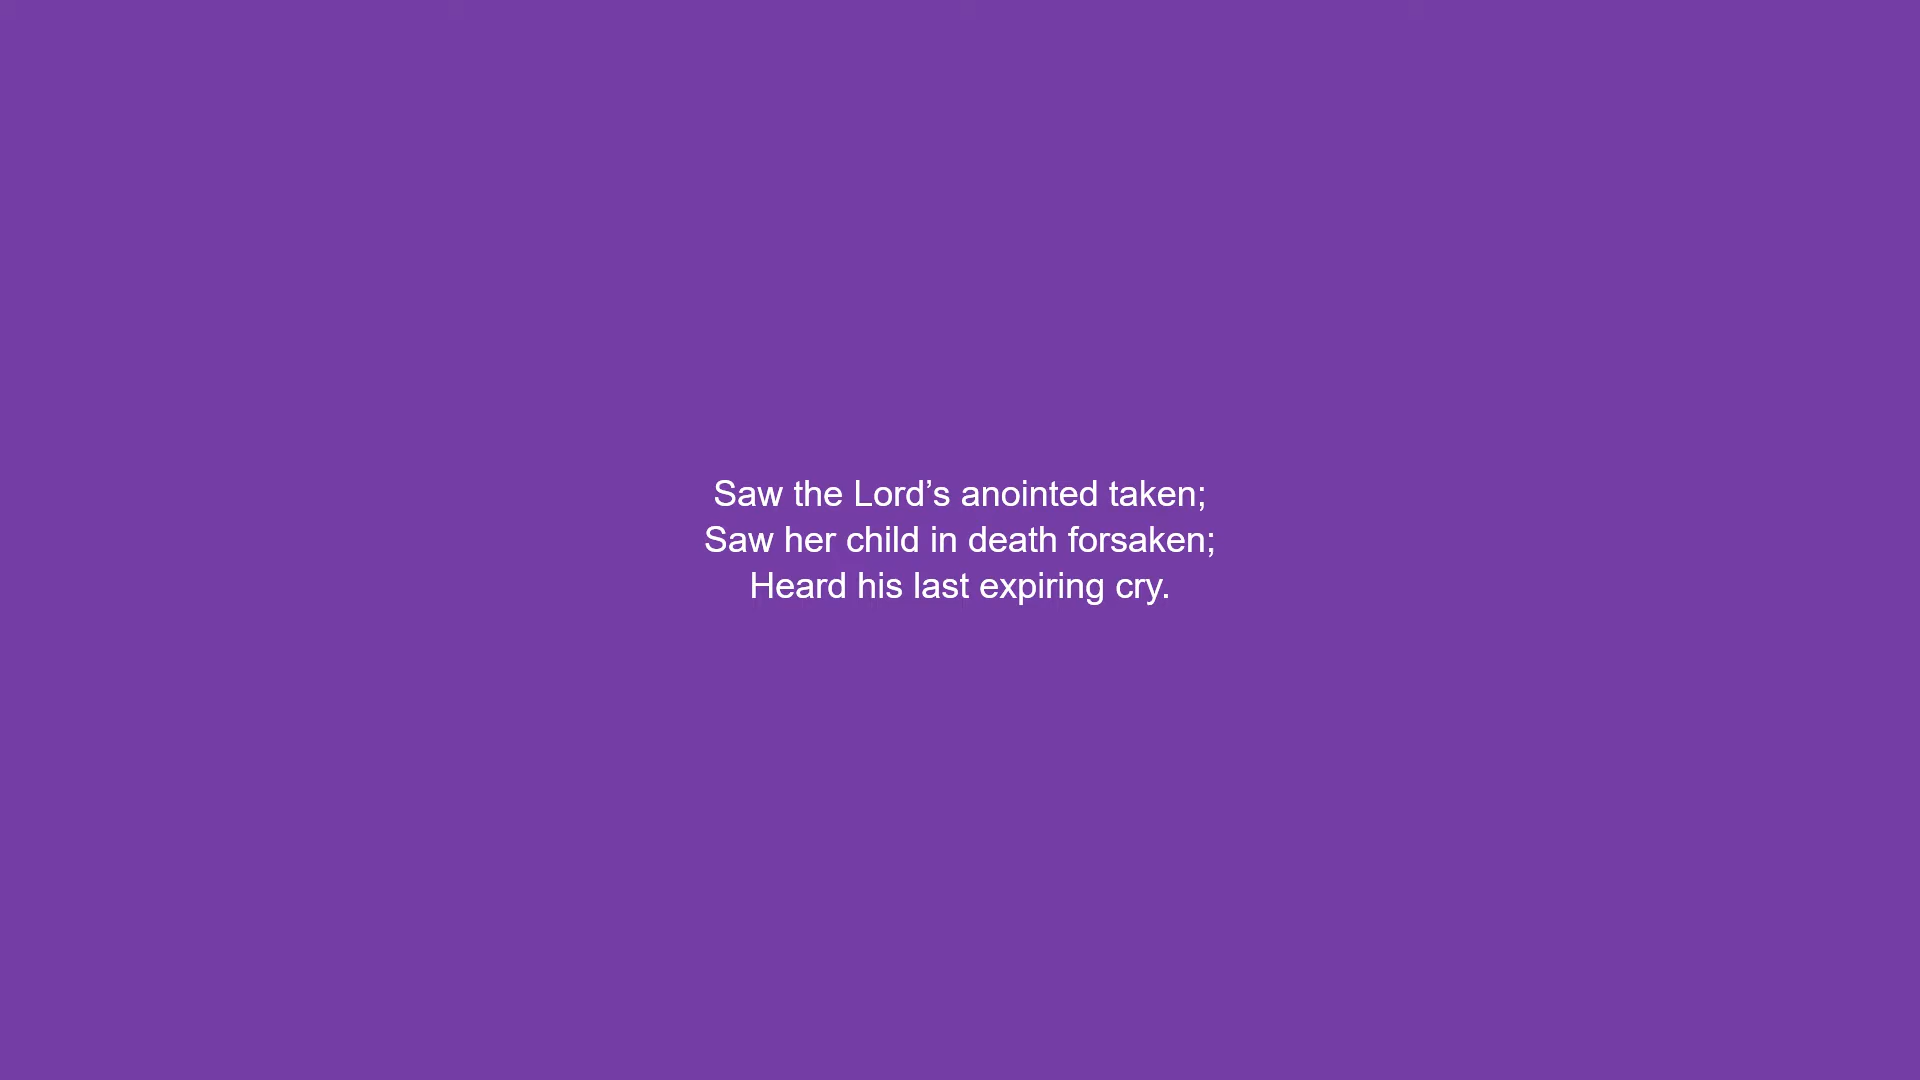 Saw the Lord’s anointed taken;
Saw her child in death forsaken;
Heard his last expiring cry.